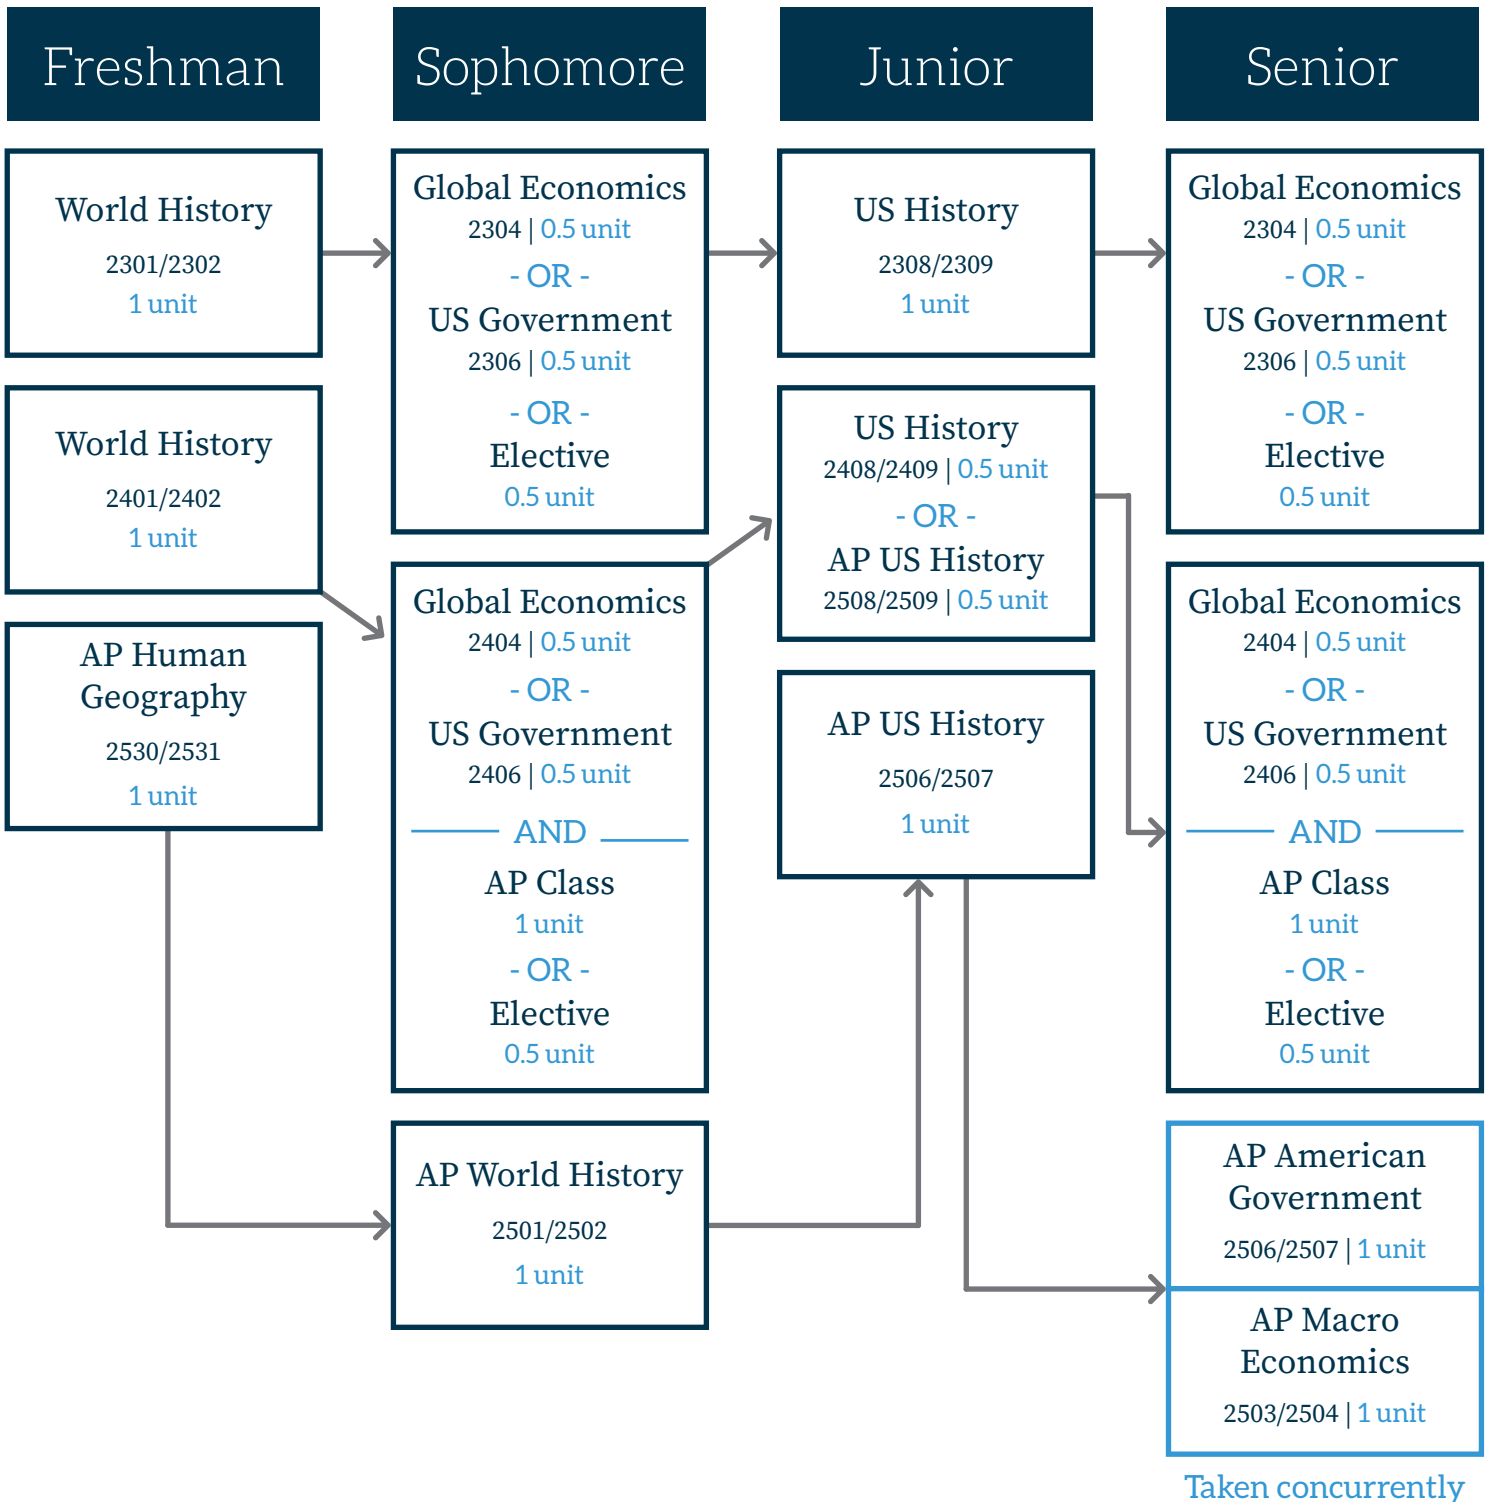 Freshman
Sophomore
Junior
Senior
World History
2301/2302
1 unit
World History
2401/2402
1 unit
AP Human
Geography
2530/2531
1 unit
Global Economics
2304 | 0.5 unit
- OR -
US Government
2306 | 0.5 unit
- OR -
Elective
0.5 unit
Global Economics
2404 | 0.5 unit
- OR -
US Government
2406 | 0.5 unit
AND
AP Class
1 unit
- OR -
Elective
0.5 unit
AP World History
2501/2502
1 unit
US History
2308/2309
1 unit
US History
2408/2409 | 0.5 unit
- OR -
AP US History
2508/2509 | 0.5 unit
AP US History
2506/2507
1 unit
Global Economics
2304 | 0.5 unit
- OR -
US Government
2306 | 0.5 unit
- OR -
Elective
0.5 unit
Global Economics
2404 | 0.5 unit
- OR -
US Government
2406 | 0.5 unit
AND
AP Class
1 unit
- OR -
Elective
0.5 unit
AP American
Government
2506/2507 | 1 unit
AP Macro
Economics
2503/2504 | 1 unit
Taken concurrently